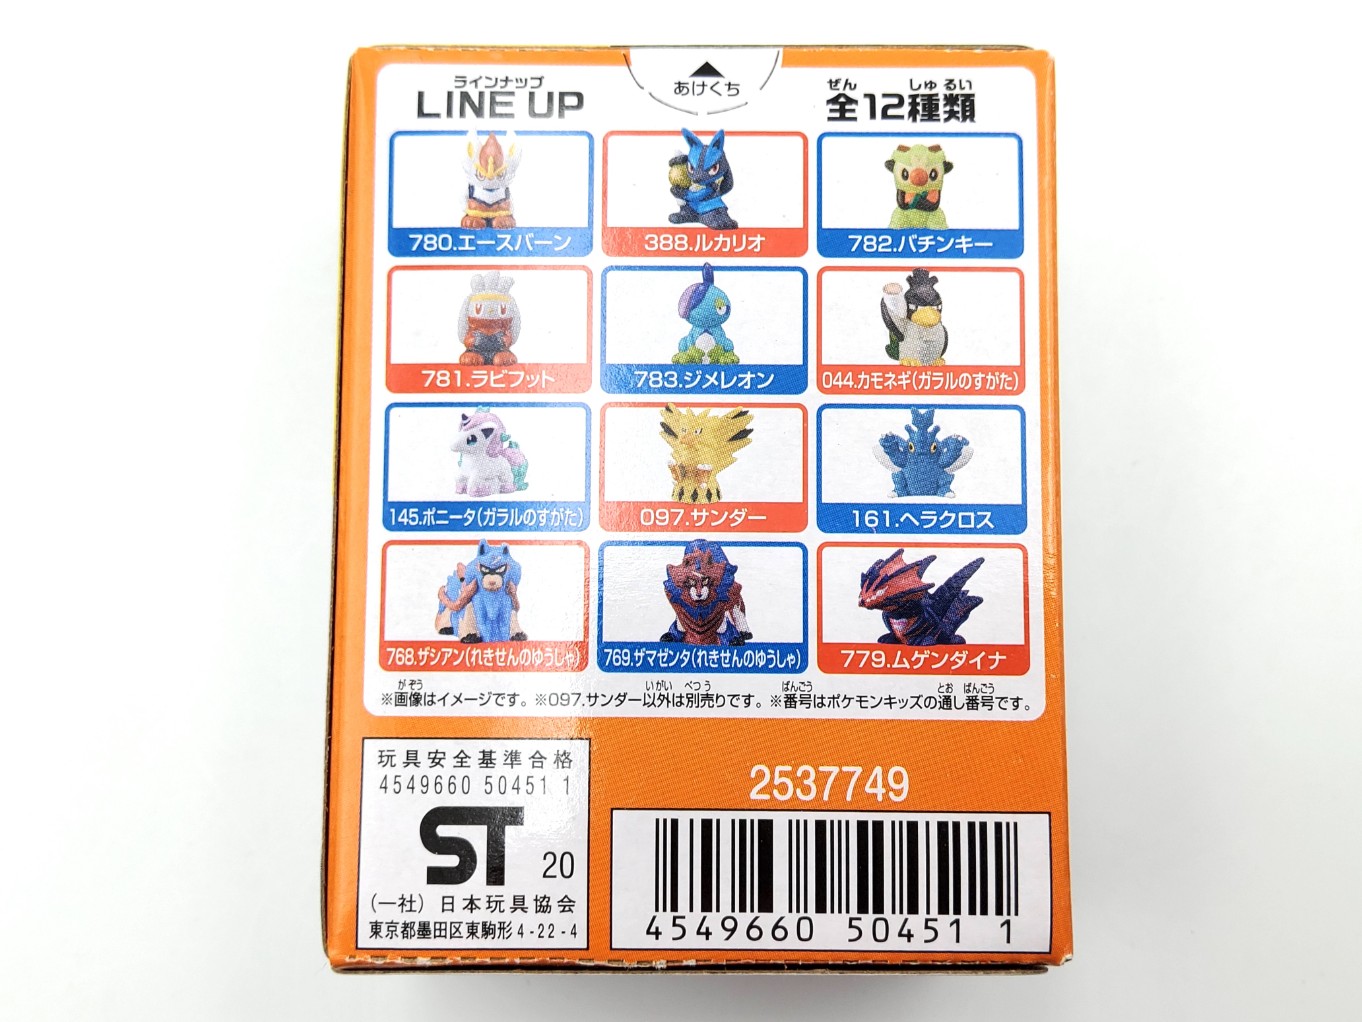 あけくち
ラインナップ
LINE UP
ぜん しゅ るい
全12種類
780.エースバーン
388.ルカリオ
782.バチンキー
781.ラビフット
783.ジメレオン
044.カモネギ(ガラルのすがた)
145.ポニータ(ガラルのすがた)
097.サンダー
161.ヘラクロス
768.ザシアン(れきせんのゆうしゃ)
769.ザマゼンタ(れきせんのゆうしゃ)
779.ムゲンダイナ
がぞう いがい べつう ばんごう とお ばんごう
※画像はイメージです。※097.サンダー以外は別売りです。※番号はポケモンキッズの通し番号です。
玩具安全基準合格
4549660 50451 1
ST 20
(一社)日本玩具協会
東京都墨田区東駒形4-22-4
2537749
4549660 50451 1